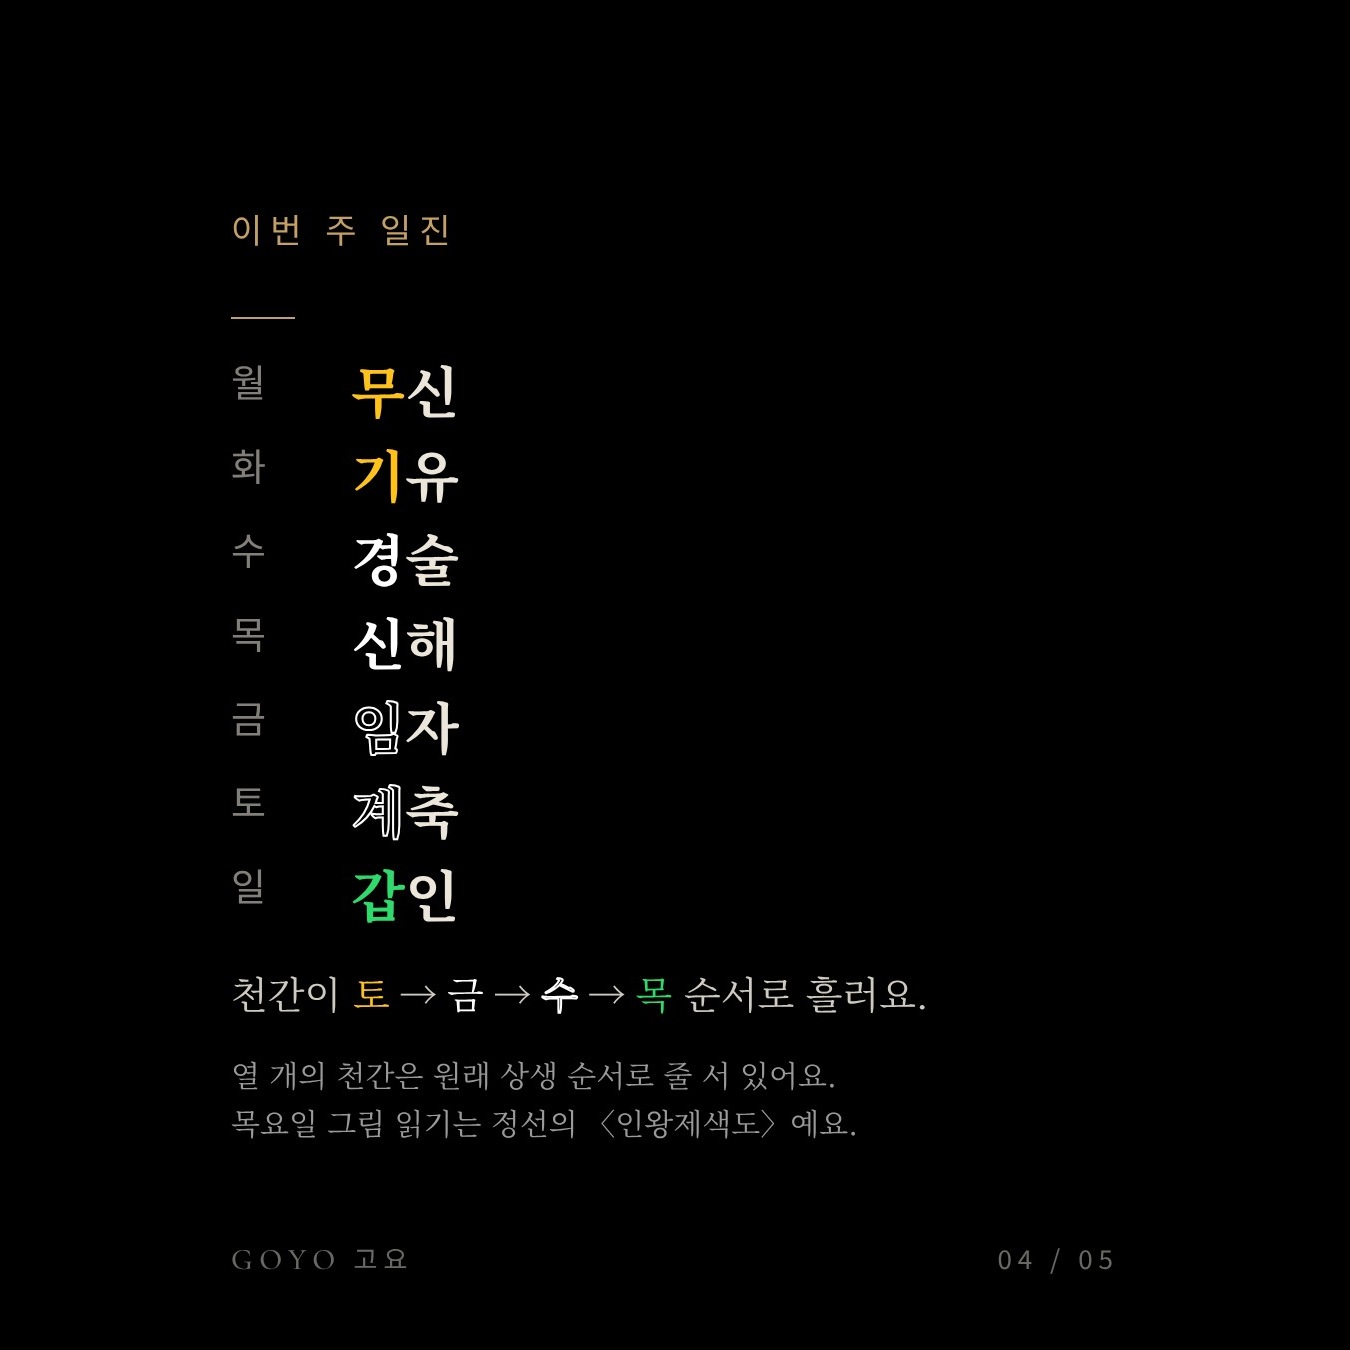 이번 주 일진
월 무신
화 기유
수 경술
목 신해
금 임자
토 계축
일 갑인
천간이 토 → 금 → 수 → 목 순서로 흘러요.
열 개의 천간은 원래 상생 순서로 줄 서 있어요.
목요일 그림 읽기는 정선의 〈인왕제색도〉예요.
GOYO 고요
04 / 05